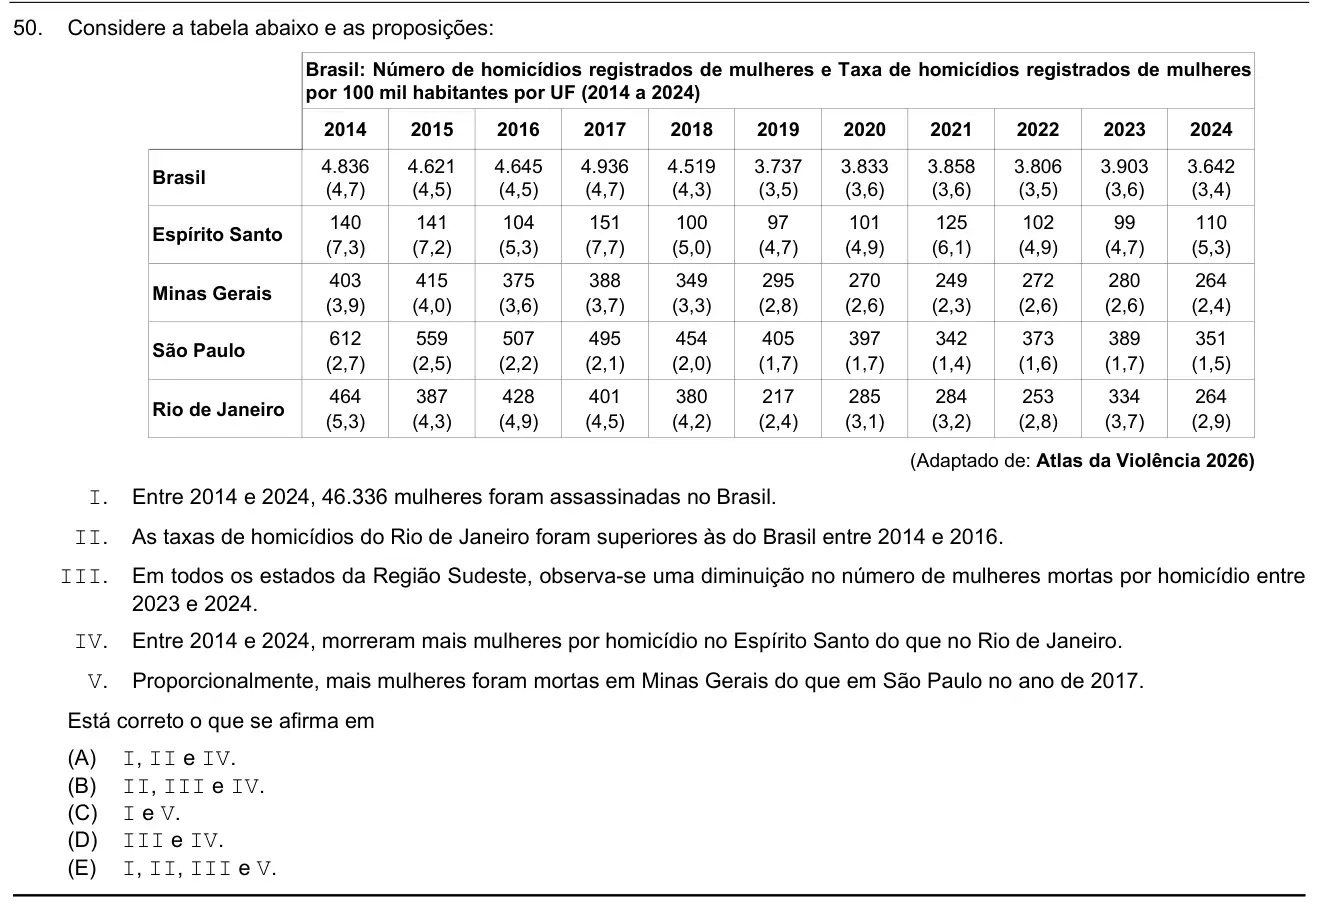 50. Considere a tabela abaixo e as proposições:
Brasil: Número de homicídios registrados de mulheres e Taxa de homicídios registrados de mulheres
por 100 mil habitantes por UF (2014 a 2024)
2014 2015 2016 2017 2018 2019 2020 2021 2022 2023 2024
Brasil 4.836 4.621 4.645 4.936 4.519 3.737 3.833 3.858 3.806 3.903 3.642
(4,7) (4,5) (4,5) (4,7) (4,3) (3,5) (3,6) (3,6) (3,5) (3,6) (3,4)
Espírito Santo 140 141 104 151 100 97 101 125 102 99 110
(7,3) (7,2) (5,3) (7,7) (5,0) (4,7) (4,9) (6,1) (4,9) (4,7) (5,3)
Minas Gerais 403 415 375 388 349 295 270 249 272 280 264
(3,9) (4,0) (3,6) (3,7) (3,3) (2,8) (2,6) (2,3) (2,6) (2,6) (2,4)
São Paulo 612 559 507 495 454 405 397 342 373 389 351
(2,7) (2,5) (2,2) (2,1) (2,0) (1,7) (1,7) (1,4) (1,6) (1,7) (1,5)
Rio de Janeiro 464 387 428 401 380 217 285 284 253 334 264
(5,3) (4,3) (4,9) (4,5) (4,2) (2,4) (3,1) (3,2) (2,8) (3,7) (2,9)
(Adaptado de: Atlas da Violência 2026)
I. Entre 2014 e 2024, 46.336 mulheres foram assassinadas no Brasil.
II. As taxas de homicídios do Rio de Janeiro foram superiores às do Brasil entre 2014 e 2016.
III. Em todos os estados da Região Sudeste, observa-se uma diminuição no número de mulheres mortas por homicídio entre
2023 e 2024.
IV. Entre 2014 e 2024, morreram mais mulheres por homicídio no Espírito Santo do que no Rio de Janeiro.
V. Proporcionalmente, mais mulheres foram mortas em Minas Gerais do que em São Paulo no ano de 2017.
Está correto o que se afirma em
(A) I, II e IV.
(B) II, III e IV.
(C) I e V.
(D) III e IV.
(E) I, II, III e V.